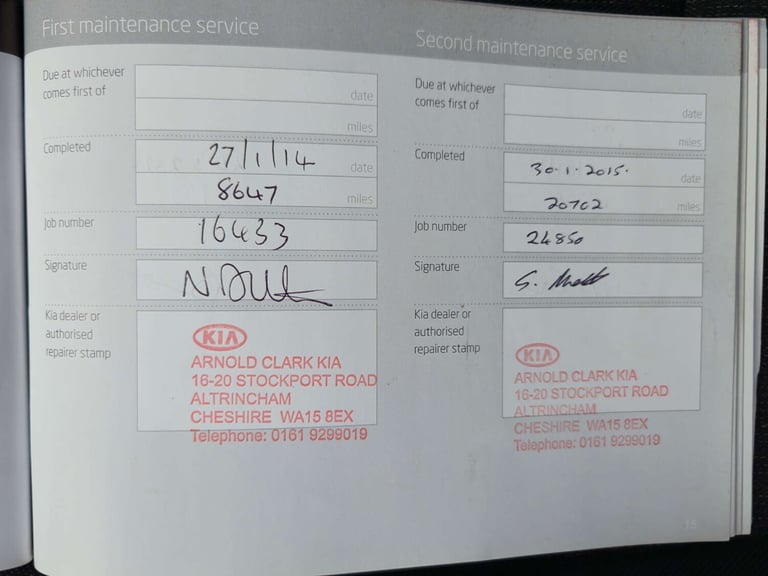 First maintenance service
Due at whichever
comes first of
date
miles
Completed
27/1/14
date
8647
miles
Job number
16433
Signature
Kia dealer or
authorised
repairer stamp
KIA
ARNOLD CLARK KIA
16-20 STOCKPORT ROAD
ALTRINCHAM
CHESHIRE WA15 8EX
Telephone: 0161 9299019
Second maintenance service
Due at whichever
comes first of
date
miles
Completed
30.1.2015.
date
20702
miles
Job number
24850
Signature
S.
Kia dealer or
authorised
repairer stamp
KIA
ARNOLD CLARK KIA
16-20 STOCKPORT ROAD
ALTRINCHAM
CHESHIRE WA15 8EX
Telephone: 0161 9299019
15